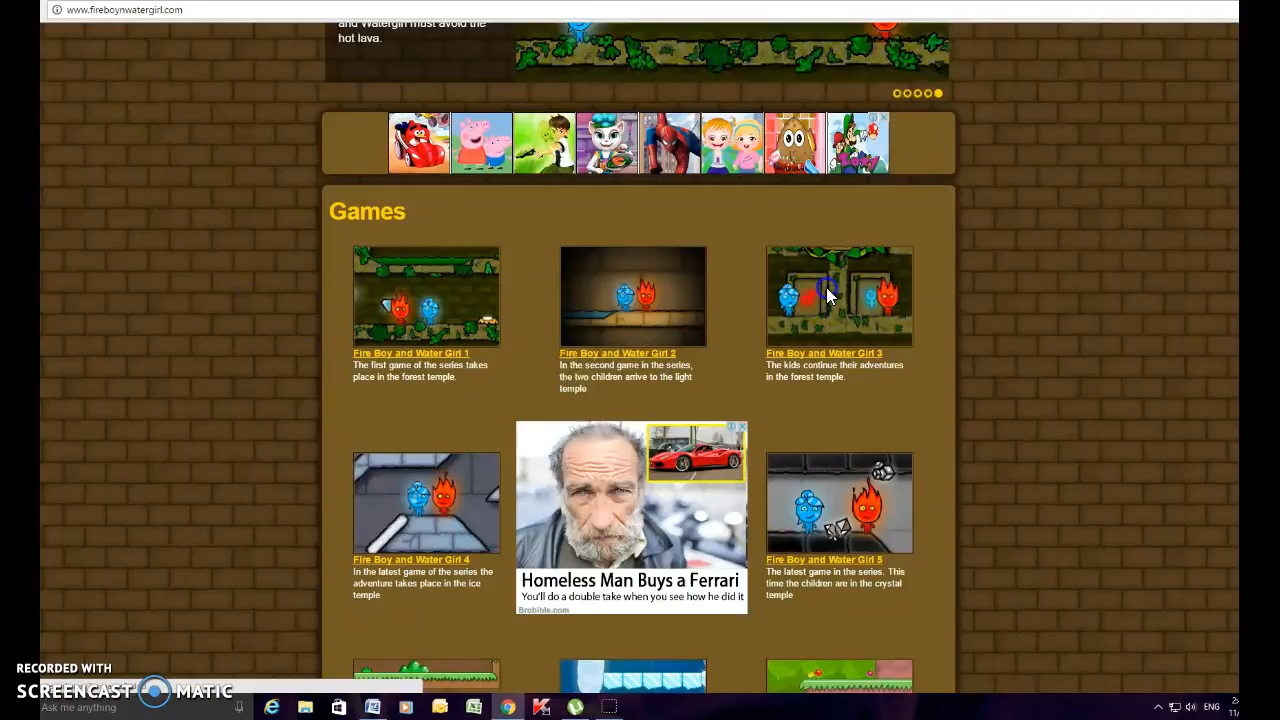 www.fireboynwatergirl.com
and Watergirl must avoid the
hot lava.
Games
Fire Boy and Water Girl 1
The first game of the series takes
place in the forest temple.
Fire Boy and Water Girl 2
In the second game in the series,
the two children arrive to the light
temple
Fire Boy and Water Girl 3
The kids continue their adventures
in the forest temple.
Fire Boy and Water Girl 4
In the latest game of the series the
adventure takes place in the ice
temple
Homeless Man Buys a Ferrari
You'll do a double take when you see how he did it
Brobible.com
Fire Boy and Water Girl 5
The latest game in the series. This
time the children are in the crystal
temple
RECORDED WITH
SCREENCAST MATIC
Ask me anything
ENG